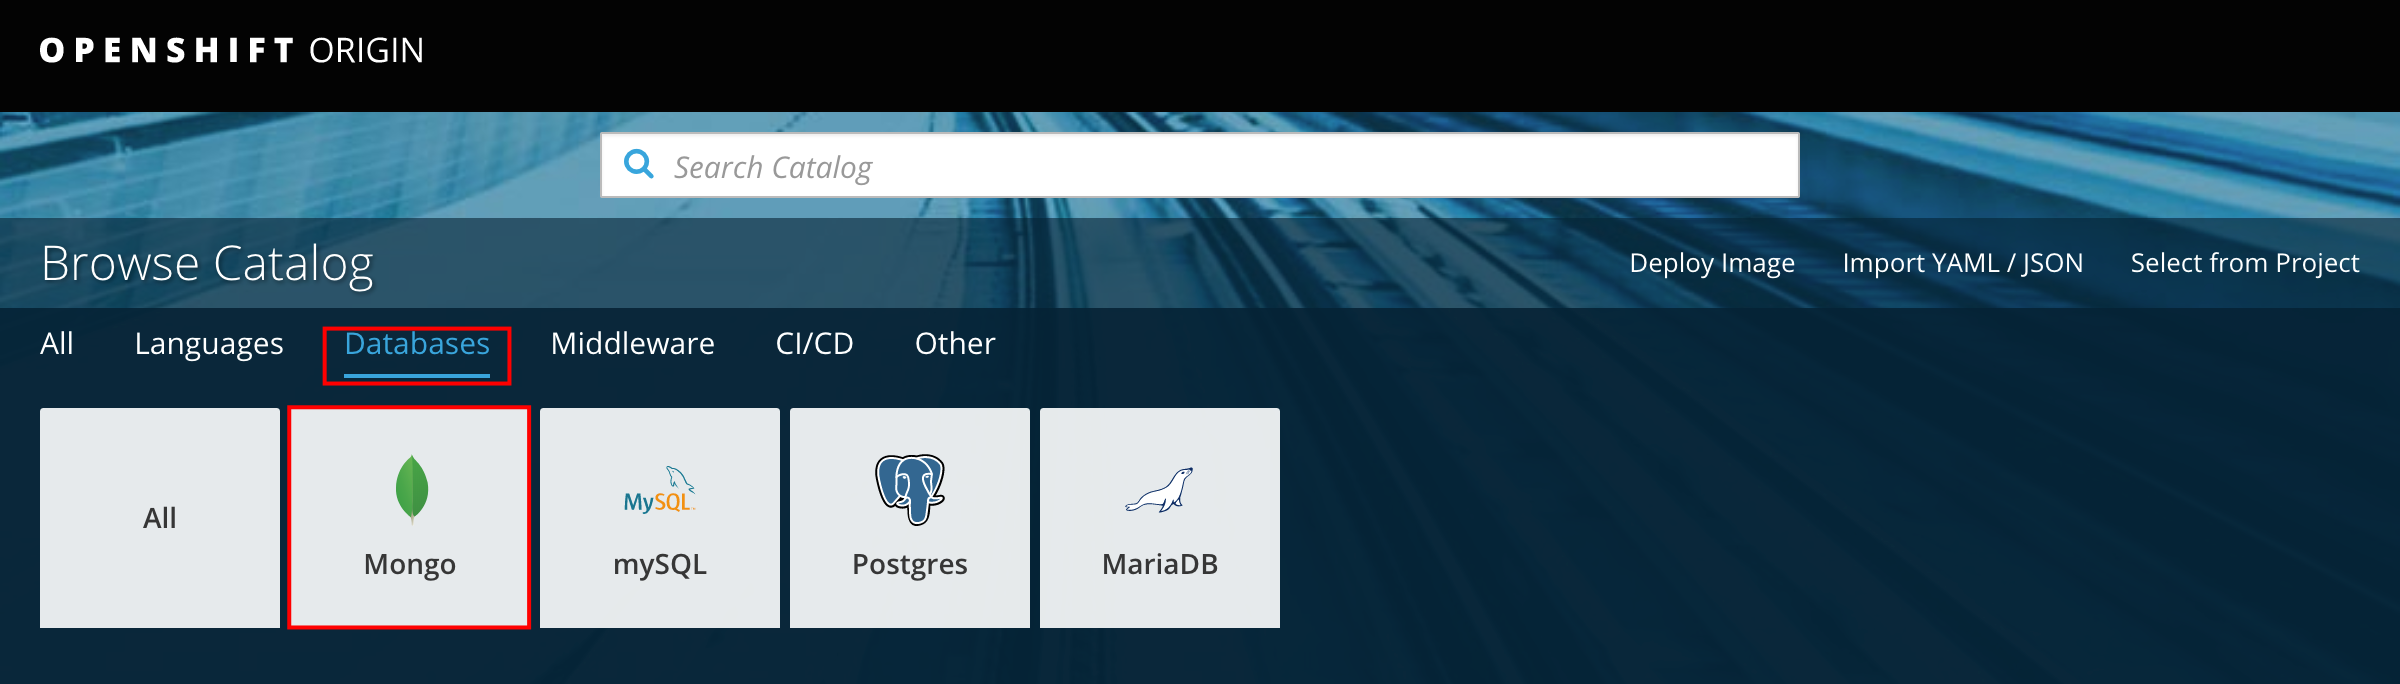 OPENSHIFT ORIGIN
Search Catalog
Browse Catalog
Deploy Image
Import YAML / JSON
Select from Project
All
Languages
Databases
Middleware
CI/CD
Other
All
Mongo
MySQL
mySQL
Postgres
MariaDB